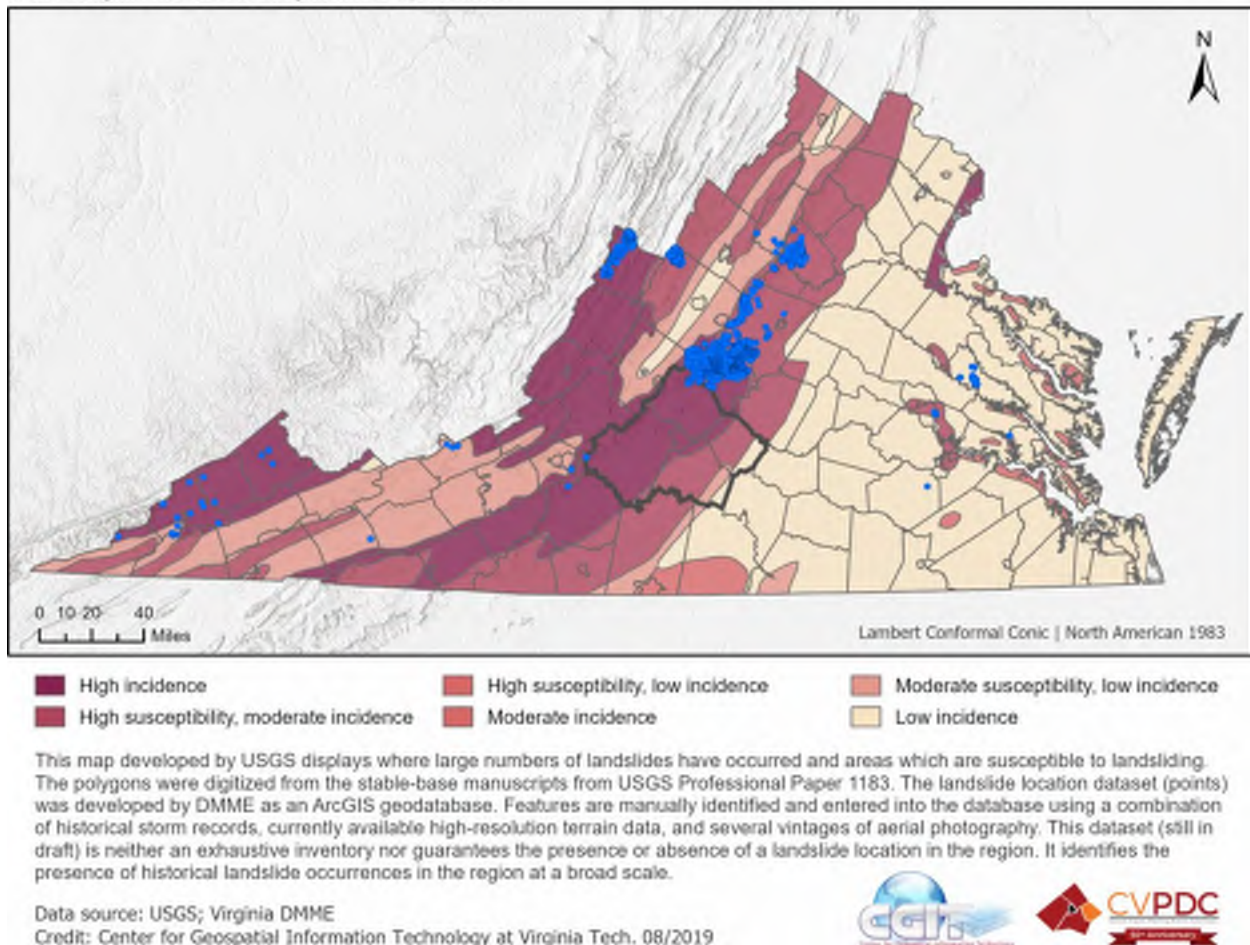 N
0 10 20 40
Miles
Lambert Conformal Conic | North American 1983
High incidence
High susceptibility, low incidence
Moderate susceptibility, low incidence
High susceptibility, moderate incidence
Moderate incidence
Low incidence
This map developed by USGS displays where large numbers of landslides have occurred and areas which are susceptible to landsliding.
The polygons were digitized from the stable-base manuscripts from USGS Professional Paper 1183. The landslide location dataset (points)
was developed by DMME as an ArcGIS geodatabase. Features are manually identified and entered into the database using a combination
of historical storm records, currently available high-resolution terrain data, and several vintages of aerial photography. This dataset (still in
draft) is neither an exhaustive inventory nor guarantees the presence or absence of a landslide location in the region. It identifies the
presence of historical landslide occurrences in the region at a broad scale.
Data source: USGS; Virginia DMME
Credit: Center for Geospatial Information Technology at Virginia Tech. 08/2019
CGIT
CVPDC